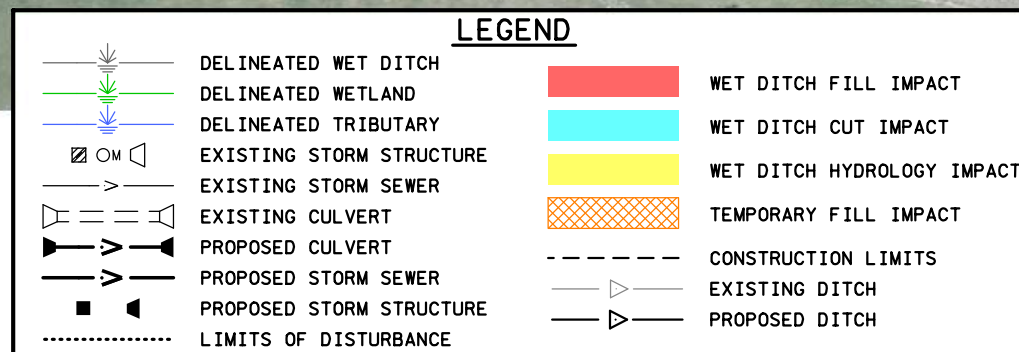 LEGEND
DELINEATED WET DITCH
DELINEATED WETLAND
DELINEATED TRIBUTARY
M EXISTING STORM STRUCTURE
EXISTING STORM SEWER
EXISTING CULVERT
PROPOSED CULVERT
PROPOSED STORM SEWER
PROPOSED STORM STRUCTURE
LIMITS OF DISTURBANCE
WET DITCH FILL IMPACT
WET DITCH CUT IMPACT
WET DITCH HYDROLOGY IMPACT
TEMPORARY FILL IMPACT
CONSTRUCTION LIMITS
EXISTING DITCH
PROPOSED DITCH